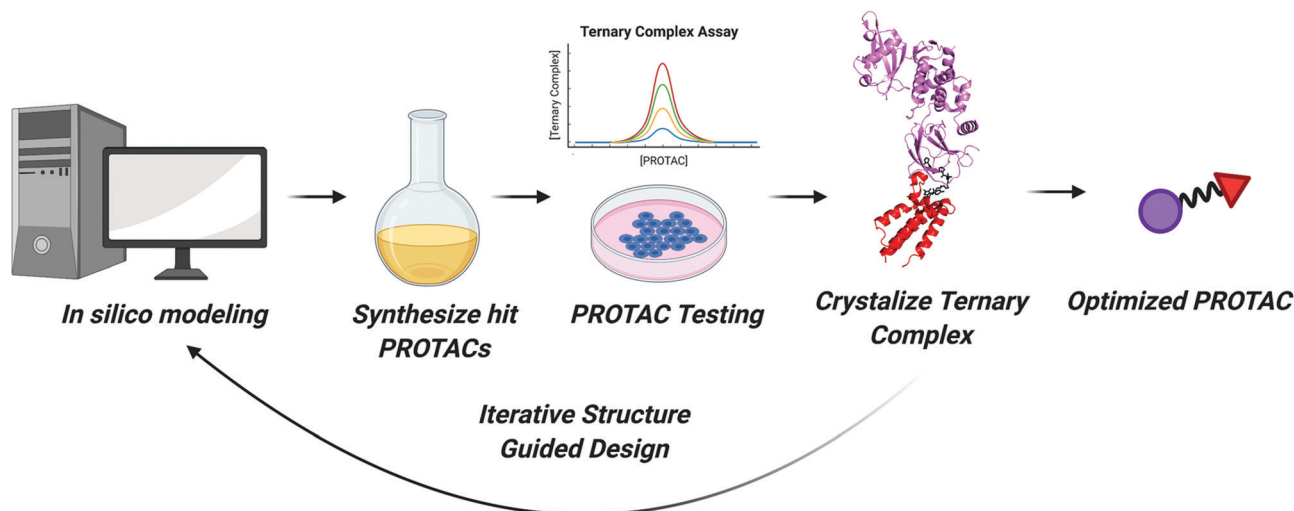 Ternary Complex Assay
[Ternary Complex]
[PROTAC]
In silico modeling
Synthesize hit
PROTACs
PROTAC Testing
Crystalize Ternary
Complex
Optimized PROTAC
Iterative Structure
Guided Design